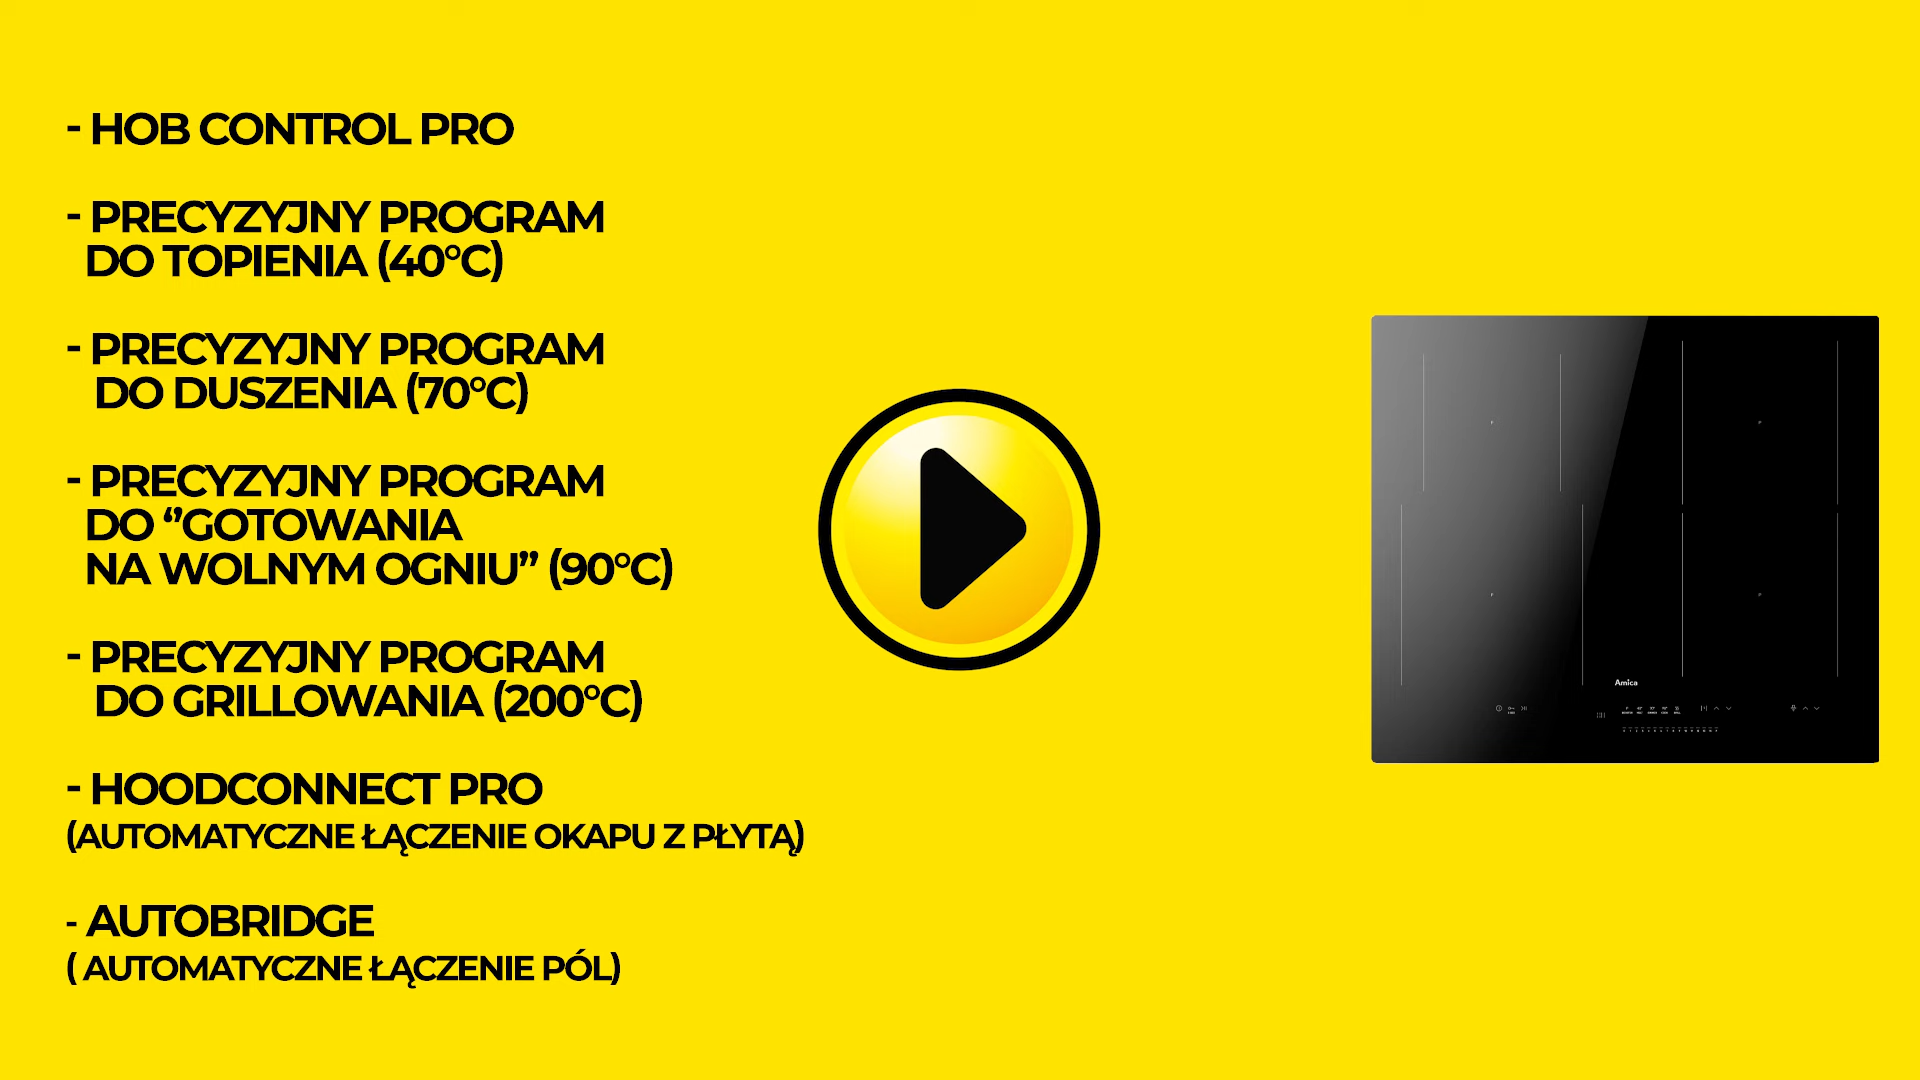 - HOB CONTROL PRO
- PRECYZYJNY PROGRAM
DO TOPIENIA (40°C)
- PRECYZYJNY PROGRAM
DO DUSZENIA (70°C)
- PRECYZYJNY PROGRAM
DO ‘’GOTOWANIA
NA WOLNYM OGNIU” (90°C)
- PRECYZYJNY PROGRAM
DO GRILLOWANIA (200°C)
- HOODCONNECT PRO
(AUTOMATYCZNE ŁĄCZENIE OKAPU Z PŁYTĄ)
- AUTOBRIDGE
( AUTOMATYCZNE ŁĄCZENIE PÓL)
Amica